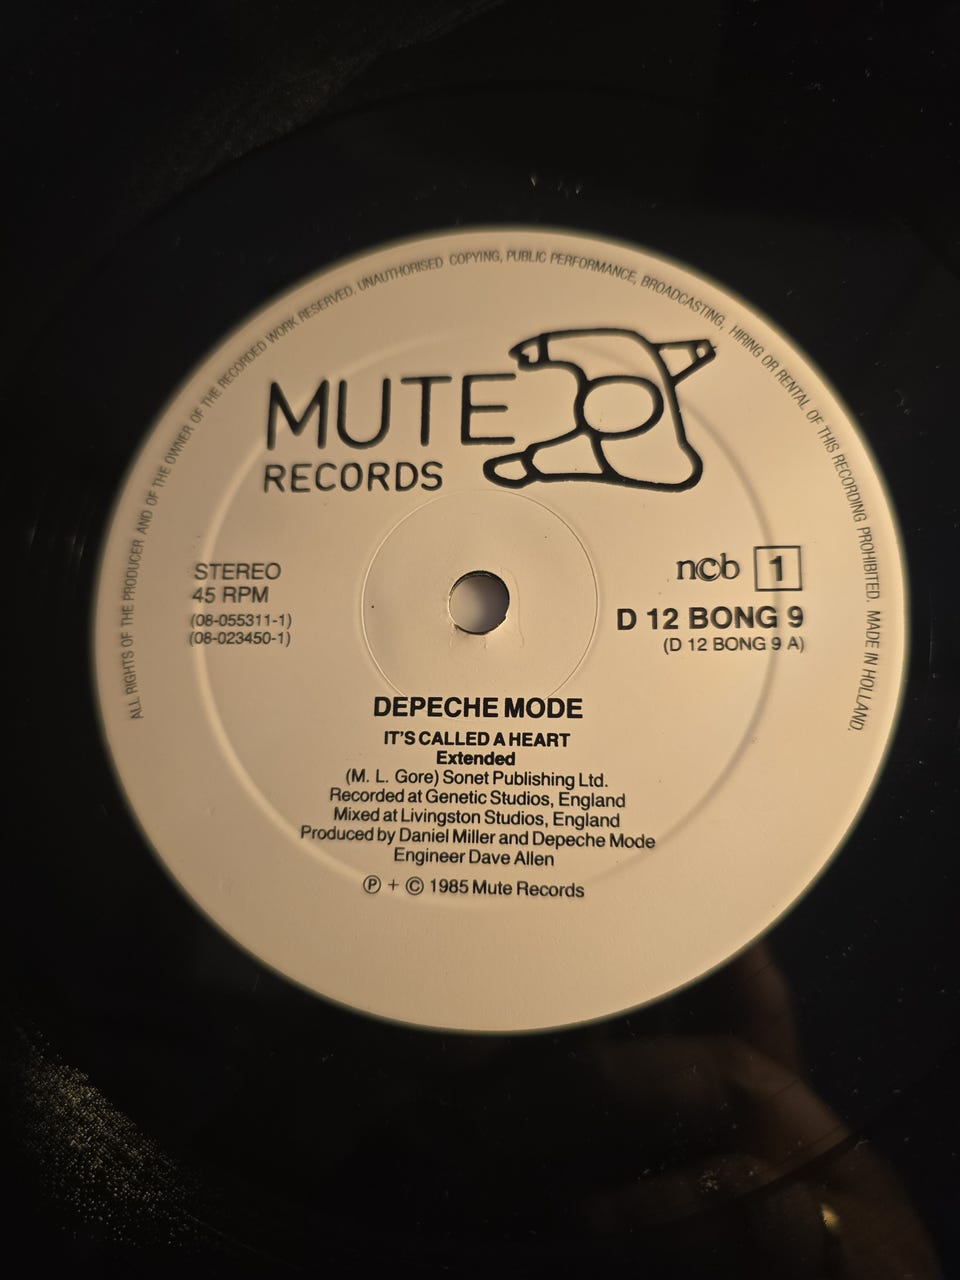 ALL RIGHTS OF THE PRODUCER AND OF THE OWNER OF THE RECORDED WORK RESERVED. UNAUTHORISED COPYING, PUBLIC PERFORMANCE, BROADCASTING, HIRING OR RENTAL OF THIS RECORDING PROHIBITED. MADE IN HOLLAND.
MUTE
RECORDS
STEREO
45 RPM
(08-055311-1)
(08-023450-1)
ncb 1
D 12 BONG 9
(D 12 BONG 9 A)
DEPECHE MODE
IT'S CALLED A HEART
Extended
(M. L. Gore) Sonet Publishing Ltd.
Recorded at Genetic Studios, England
Mixed at Livingston Studios, England
Produced by Daniel Miller and Depeche Mode
Engineer Dave Allen
Ⓟ + © 1985 Mute Records